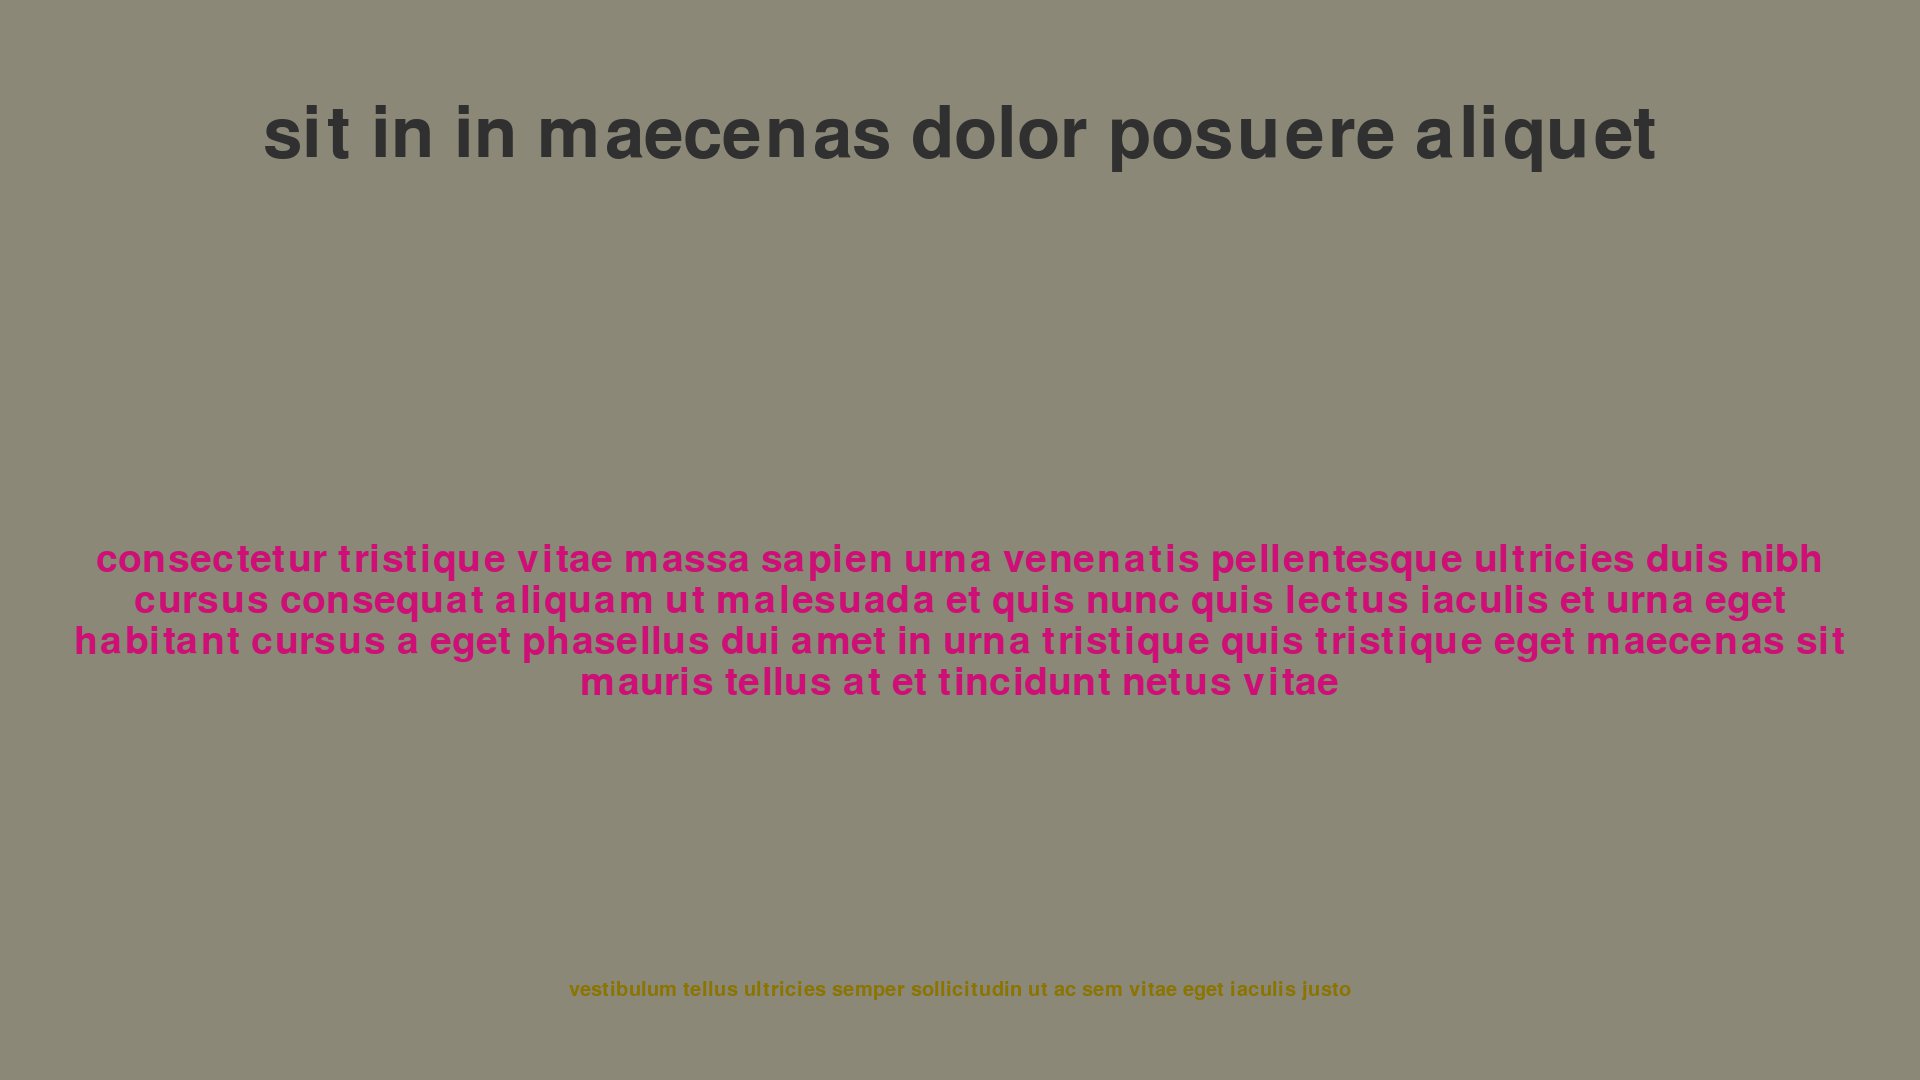 sit in in maecenas dolor posuere aliquet
consectetur tristique vitae massa sapien urna venenatis pellentesque ultricies duis nibh
cursus consequat aliquam ut malesuada et quis nunc quis lectus iaculis et urna eget
habitant cursus a eget phasellus dui amet in urna tristique quis tristique eget maecenas sit
mauris tellus at et tincidunt netus vitae
vestibulum tellus ultricies semper sollicitudin ut ac sem vitae eget iaculis justo